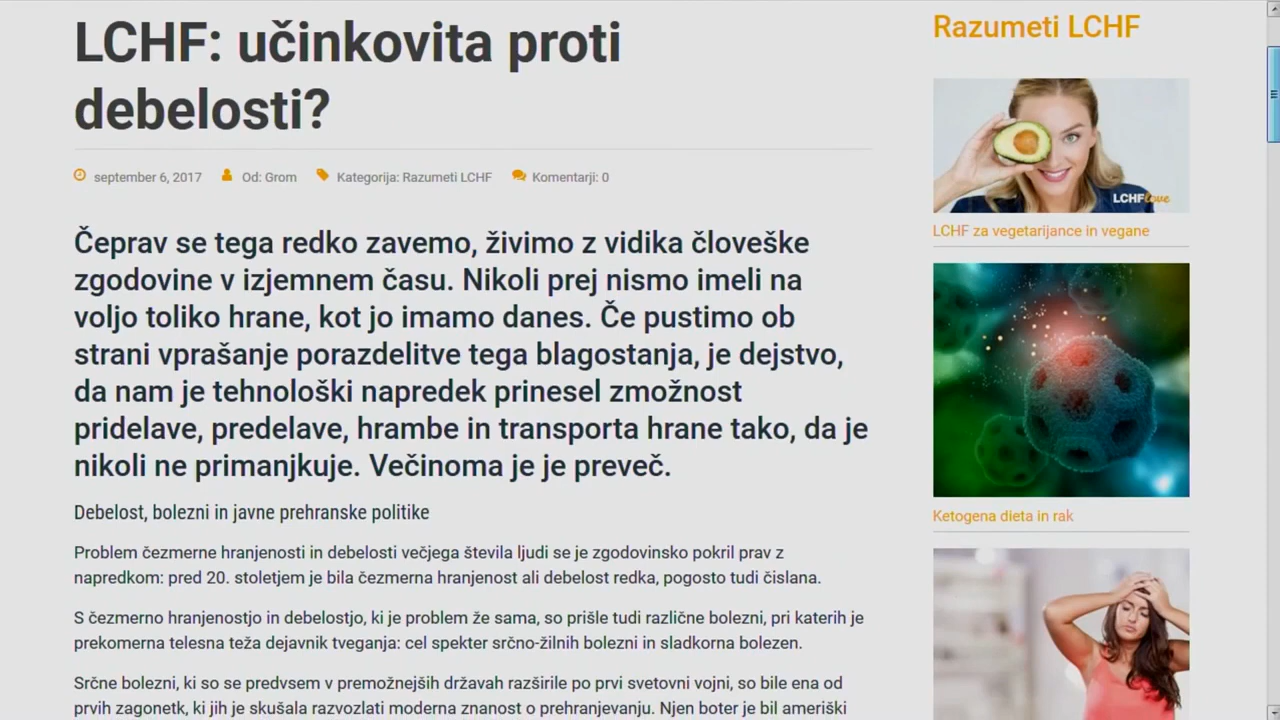 LCHF: učinkovita proti
debelosti?
september 6, 2017 Od: Grom Kategorija: Razumeti LCHF Komentarji: 0
Čeprav se tega redko zavemo, živimo z vidika človeške
zgodovine v izjemnem času. Nikoli prej nismo imeli na
voljo toliko hrane, kot jo imamo danes. Če pustimo ob
strani vprašanje porazdelitve tega blagostanja, je dejstvo,
da nam je tehnološki napredek prinesel zmožnost
pridelave, predelave, hrambe in transporta hrane tako, da je
nikoli ne primanjkuje. Večinoma je je preveč.
Debelost, bolezni in javne prehranske politike
Problem čezmerne hranjenosti in debelosti večjega števila ljudi se je zgodovinsko pokril prav z
napredkom: pred 20. stoletjem je bila čezmerna hranjenost ali debelost redka, pogosto tudi čislana.
S čezmerno hranjenostjo in debelostjo, ki je problem že sama, so prišle tudi različne bolezni, pri katerih je
prekomerna telesna teža dejavnik tveganja: cel spekter srčno-žilnih bolezni in sladkorna bolezen.
Srčne bolezni, ki so se predvsem v premožnejših državah razširile po prvi svetovni vojni, so bile ena od
prvih zagonetk, ki jih je skušala razvozlati moderna znanost o prehranjevanju. Njen boter je bil ameriški
Razumeti LCHF
LCHFlove
LCHF za vegetarijance in vegane
Ketogena dieta in rak